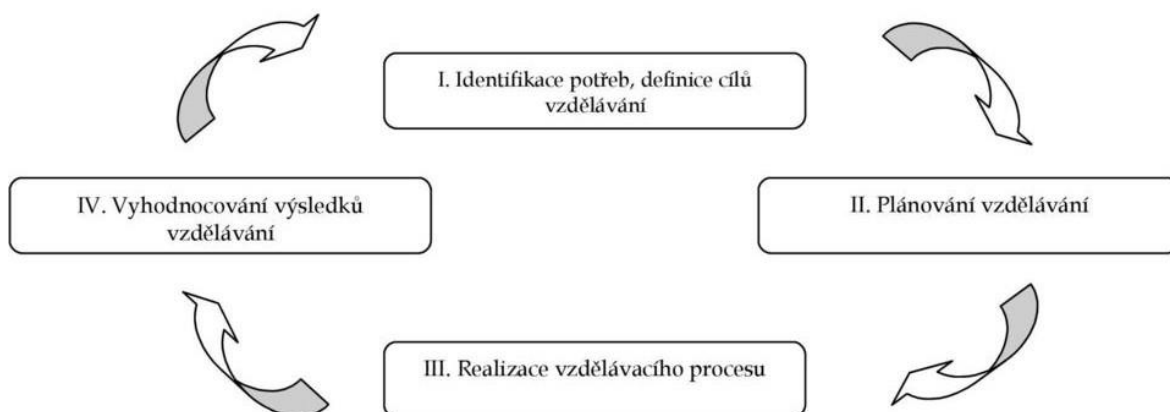 I. Identifikace potřeb, definice cílů
vzdělávání
IV. Vyhodnocování výsledků
vzdělávání
II. Plánování vzdělávání
III. Realizace vzdělávacího procesu